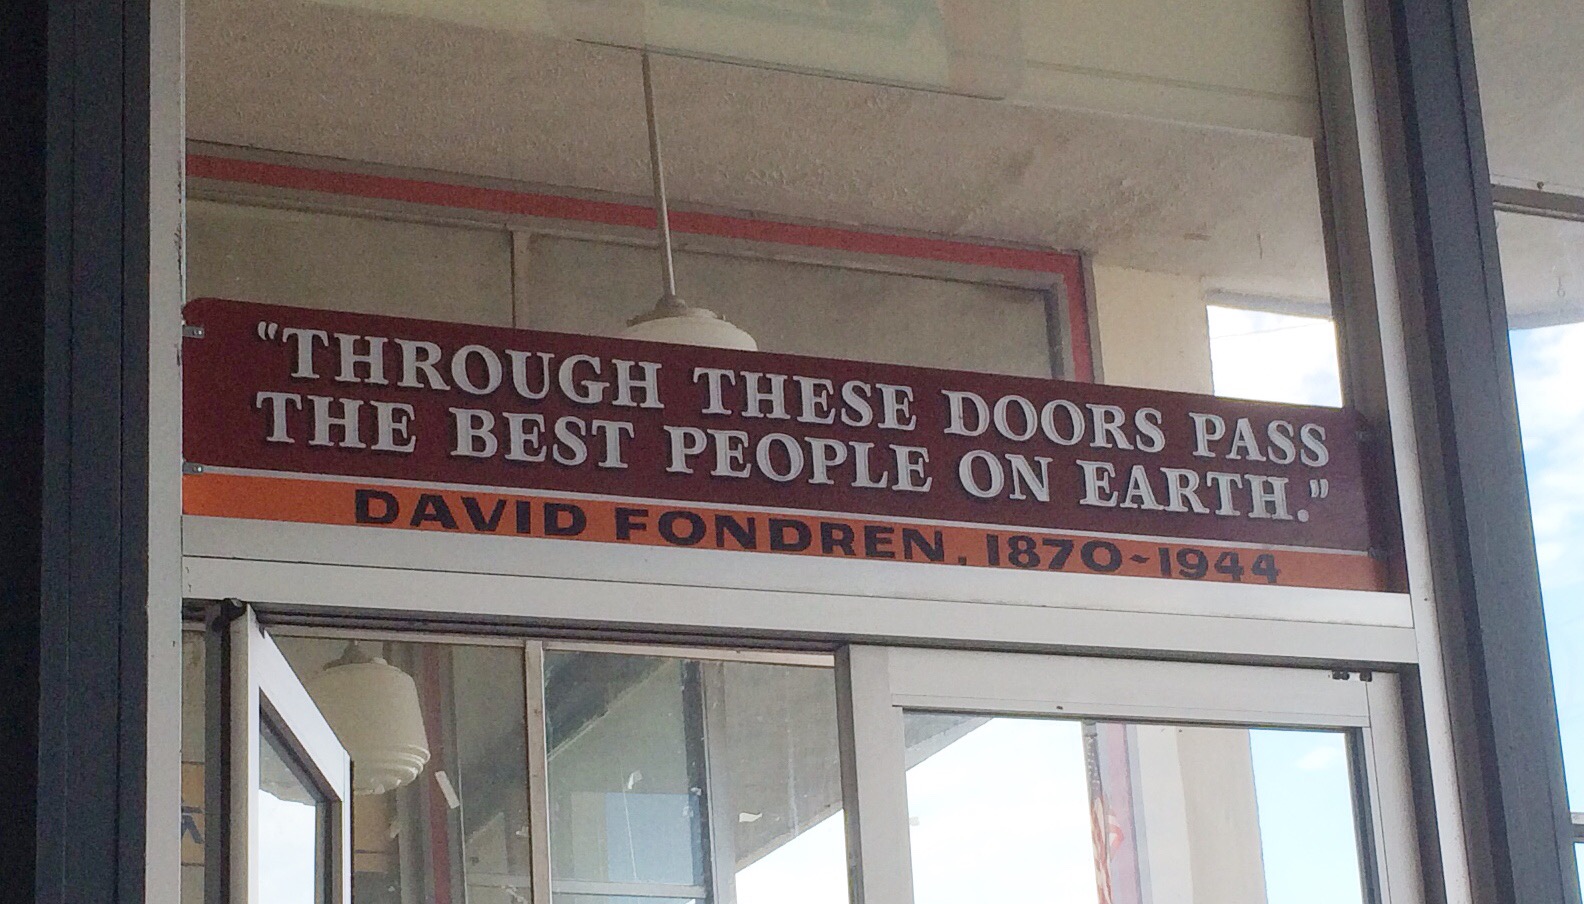 “THROUGH THESE DOORS PASS
THE BEST PEOPLE ON EARTH.”
DAVID FONDREN, 1870~1944